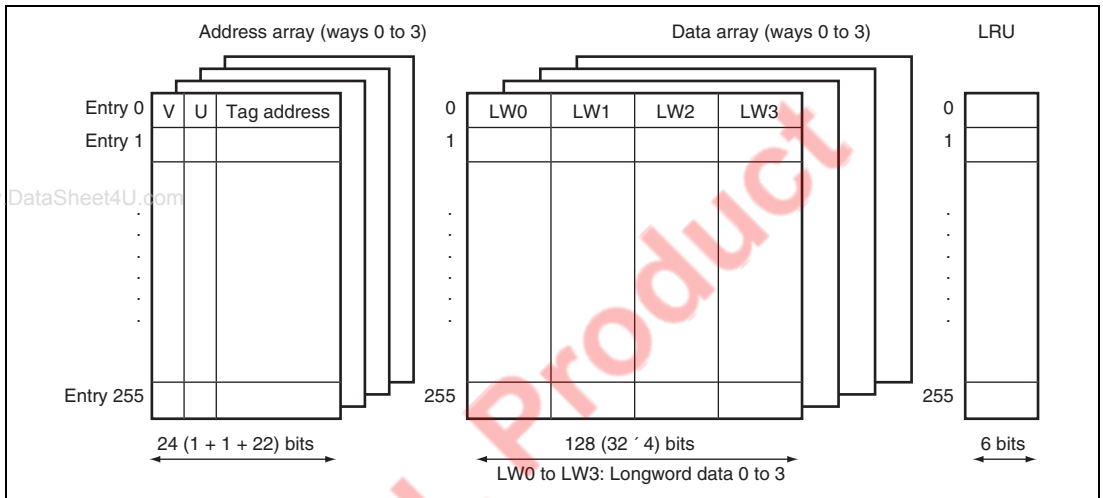 Address array (ways 0 to 3) Data array (ways 0 to 3) LRU
Entry 0 V U Tag address 0 LW0 LW1 LW2 LW3 0
Entry 1 1 1
DataSheet4U.com
Product
Entry 255 255 255
24 (1 + 1 + 22) bits 128 (32 ´ 4) bits 6 bits
LW0 to LW3: Longword data 0 to 3